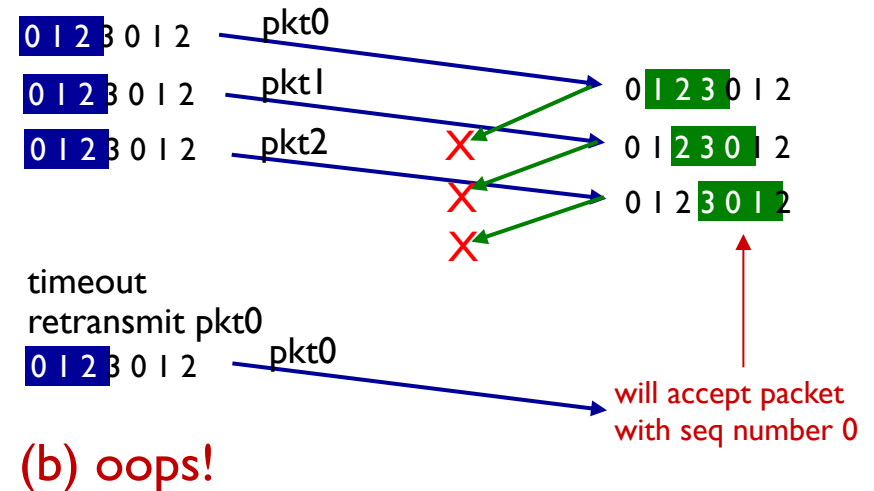 0 1 2 3 0 1 2
pkt0
0 1 2 3 0 1 2
0 1 2 3 0 1 2
pkt1
0 1 2 3 0 1 2
0 1 2 3 0 1 2
pkt2
X
X
X
0 1 2 3 0 1 2
timeout
retransmit pkt0
0 1 2 3 0 1 2
pkt0
will accept packet
with seq number 0
(b) oops!